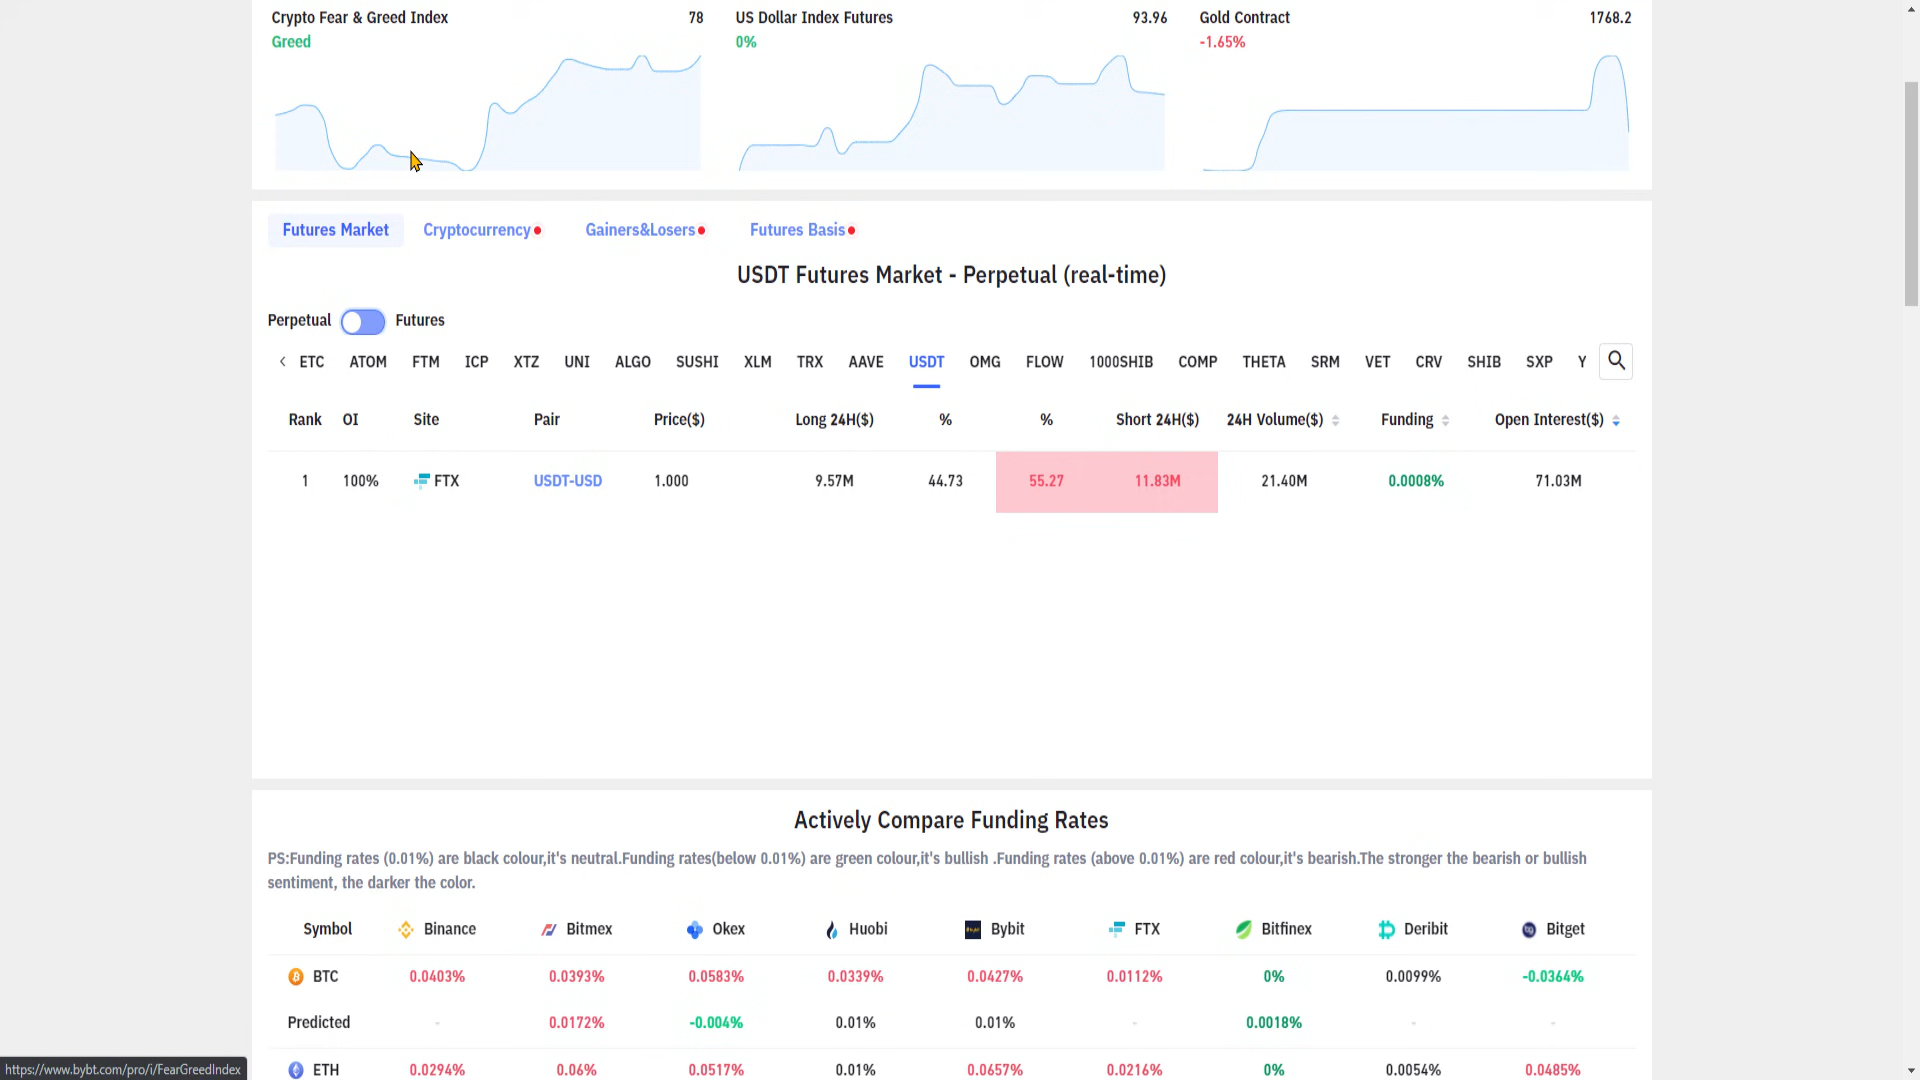 Crypto Fear & Greed Index 78 US Dollar Index Futures 93.96 Gold Contract 1768.2
Greed 0% -1.65%
Futures Market Cryptocurrency Gainers&Losers Futures Basis
USDT Futures Market - Perpetual (real-time)
Perpetual Futures
< ETC ATOM FTM ICP XTZ UNI ALGO SUSHI XLM TRX AAVE USDT OMG FLOW 1000SHIB COMP THETA SRM VET CRV SHIB SXP Y
Rank OI Site Pair Price($) Long 24H($) % % Short 24H($) 24H Volume($) Funding Open Interest($)
1 100% FTX USDT-USD 1.000 9.57M 44.73 55.27 11.83M 21.40M 0.0008% 71.03M
Actively Compare Funding Rates
PS:Funding rates (0.01%) are black colour,it's neutral.Funding rates(below 0.01%) are green colour,it's bullish .Funding rates (above 0.01%) are red colour,it's bearish.The stronger the bearish or bullish
sentiment, the darker the color.
Symbol Binance Bitmex Okex Huobi Bybit FTX Bitfinex Deribit Bitget
BTC 0.0403% 0.0393% 0.0583% 0.0339% 0.0427% 0.0112% 0% 0.0099% -0.0364%
Predicted - 0.0172% -0.004% 0.01% 0.01% - 0.0018% - -
ETH 0.0294% 0.06% 0.0517% 0.01% 0.0657% 0.0216% 0% 0.0054% 0.0485%
https://www.bybt.com/pro/i/FearGreedIndex